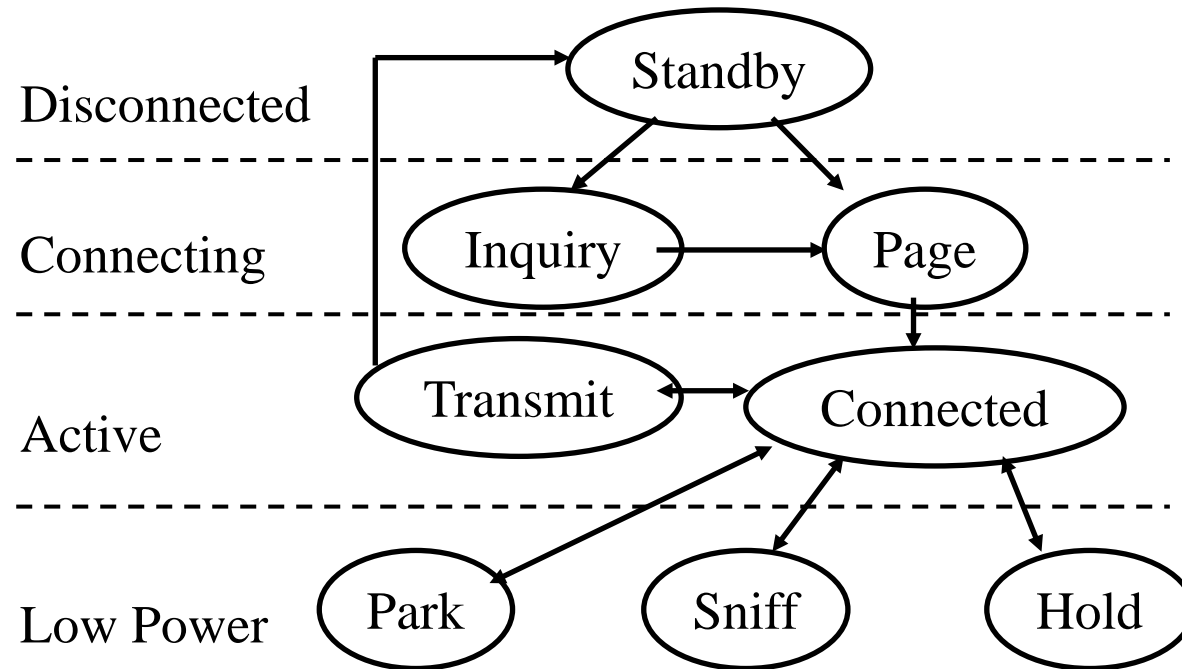 Standby
Disconnected
Inquiry
Page
Connecting
Transmit
Connected
Active
Park
Sniff
Hold
Low Power